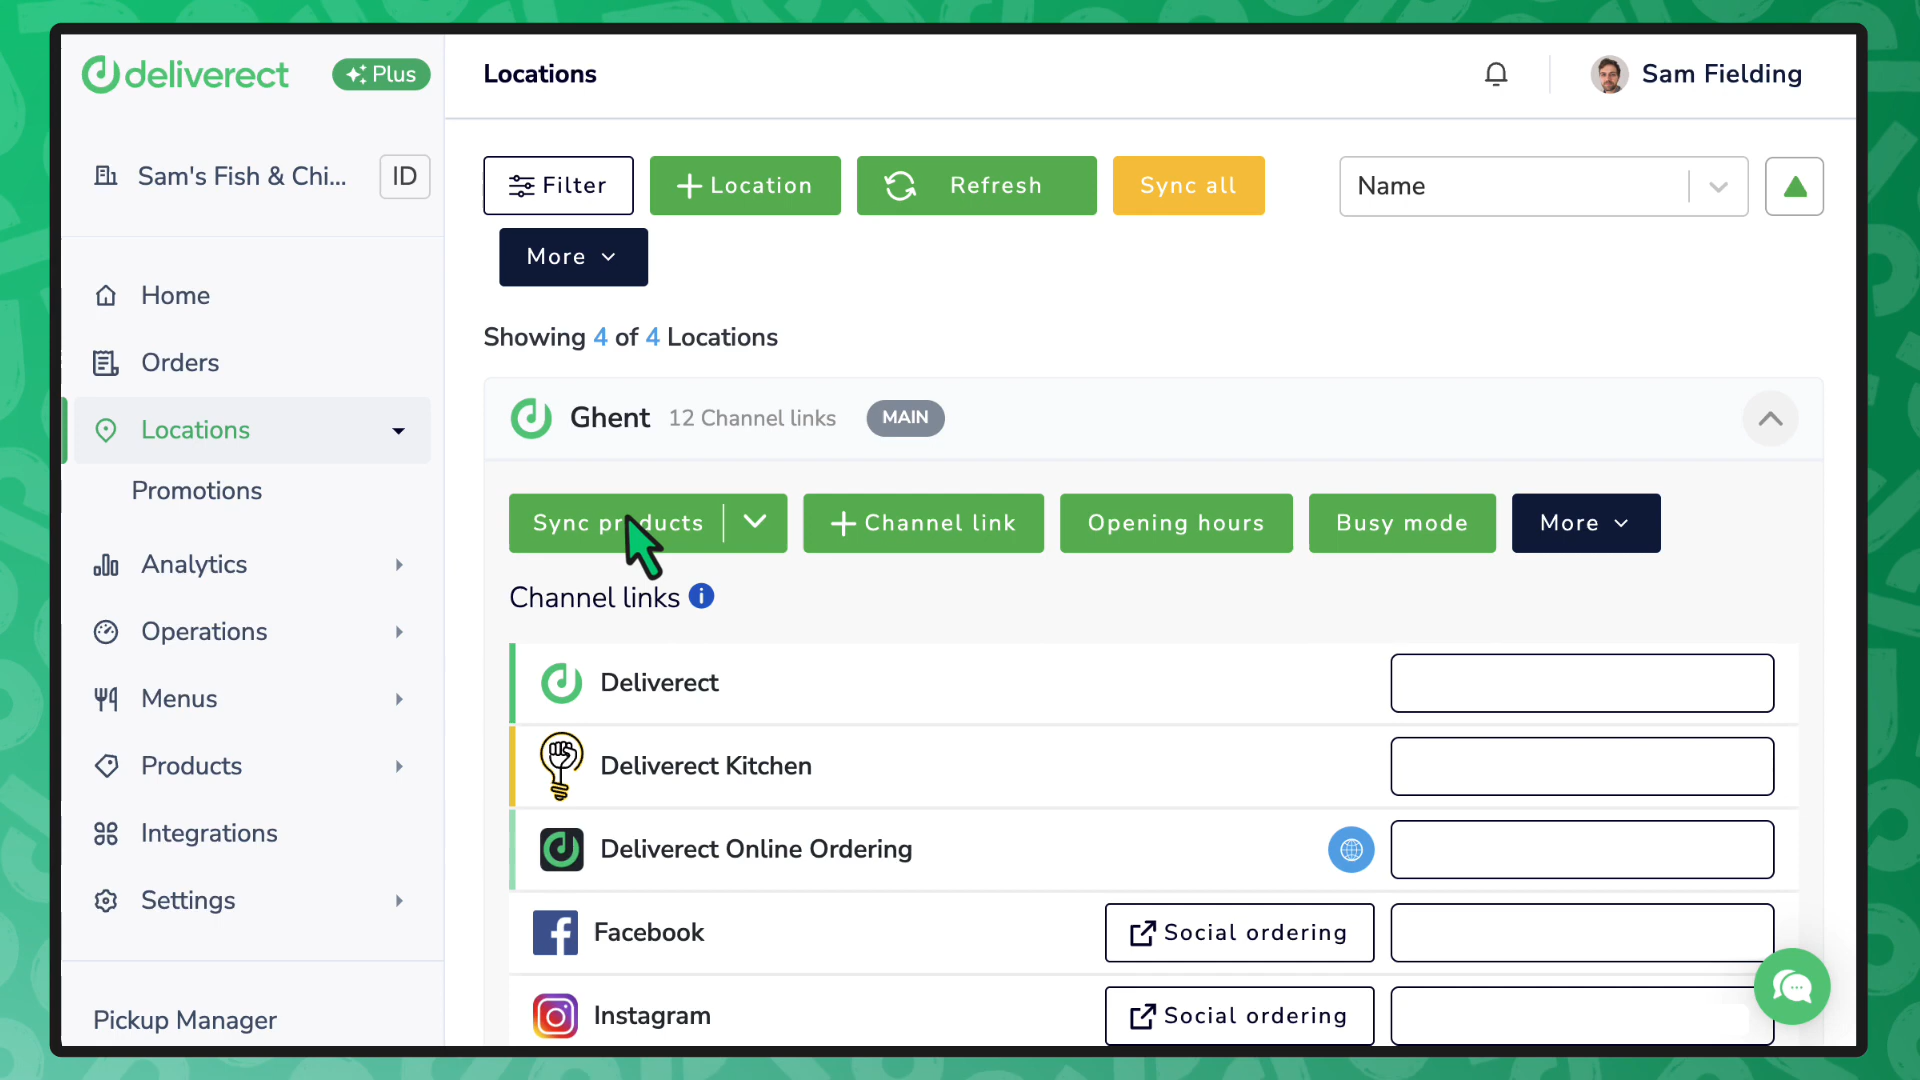 deliverect
Plus
Locations
Sam Fielding
Sam's Fish & Chi...
ID
Filter
Location
Refresh
Sync all
Name
More
Home
Orders
Locations
Promotions
Analytics
Operations
Menus
Products
Integrations
Settings
Pickup Manager
Showing 4 of 4 Locations
Ghent
12 Channel links
MAIN
Sync products
Channel link
Opening hours
Busy mode
More
Channel links
Deliverect
Deliverect Kitchen
Deliverect Online Ordering
Facebook
Social ordering
Instagram
Social ordering